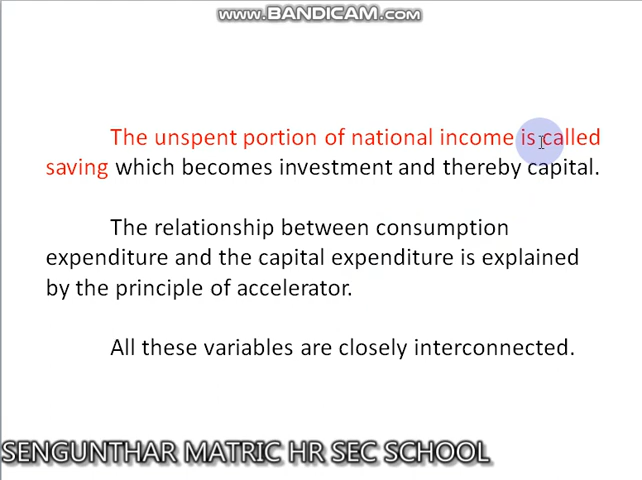 www.BANDICAM.com
The unspent portion of national income is called
saving which becomes investment and thereby capital.
The relationship between consumption
expenditure and the capital expenditure is explained
by the principle of accelerator.
All these variables are closely interconnected.
SENGUNTHAR MATRIC HR SEC SCHOOL